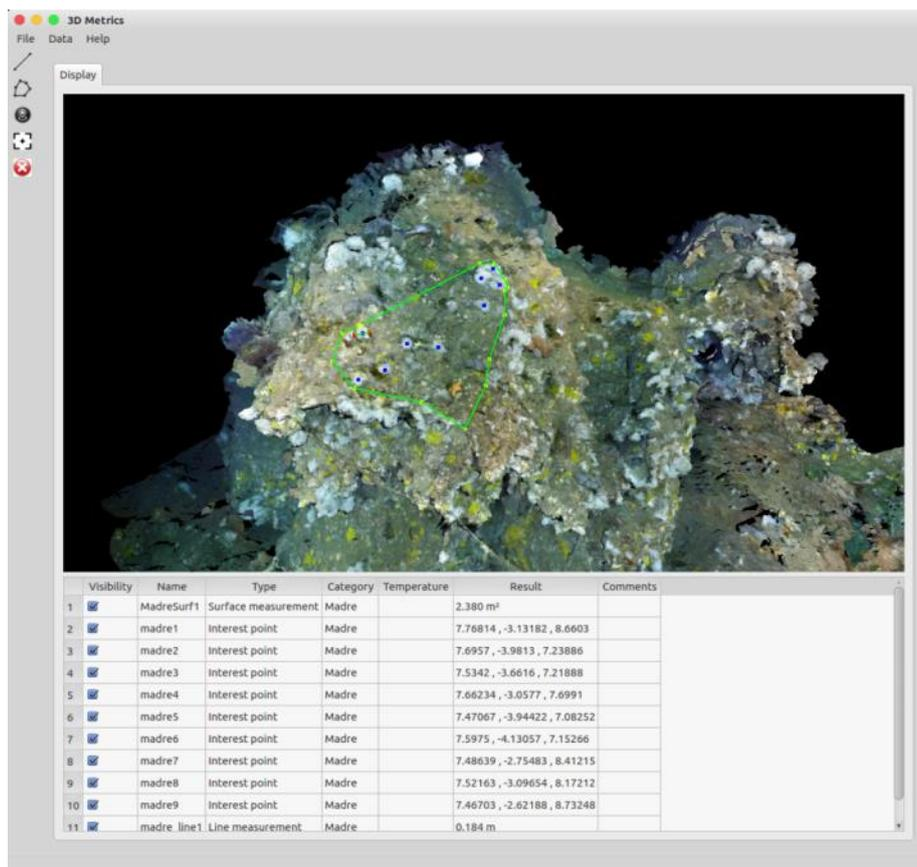 3D Metrics
File Data Help
Display
Visibility Name Type Category Temperature Result Comments
1 MadreSurf1 Surface measurement Madre 2.380 m²
2 madre1 Interest point Madre 7.76814 , -3.13182 , 8.6603
3 madre2 Interest point Madre 7.6957 , -3.9813 , 7.23886
4 madre3 Interest point Madre 7.5342 , -3.6616 , 7.21888
5 madre4 Interest point Madre 7.66234 , -3.0577 , 7.6991
6 madre5 Interest point Madre 7.47067 , -3.94422 , 7.08252
7 madre6 Interest point Madre 7.5975 , -4.13057 , 7.15266
8 madre7 Interest point Madre 7.48639 , -2.75483 , 8.41215
9 madre8 Interest point Madre 7.52163 , -3.09654 , 8.17212
10 madre9 Interest point Madre 7.46703 , -2.62188 , 8.73248
11 madre_line1 Line measurement Madre 0.184 m